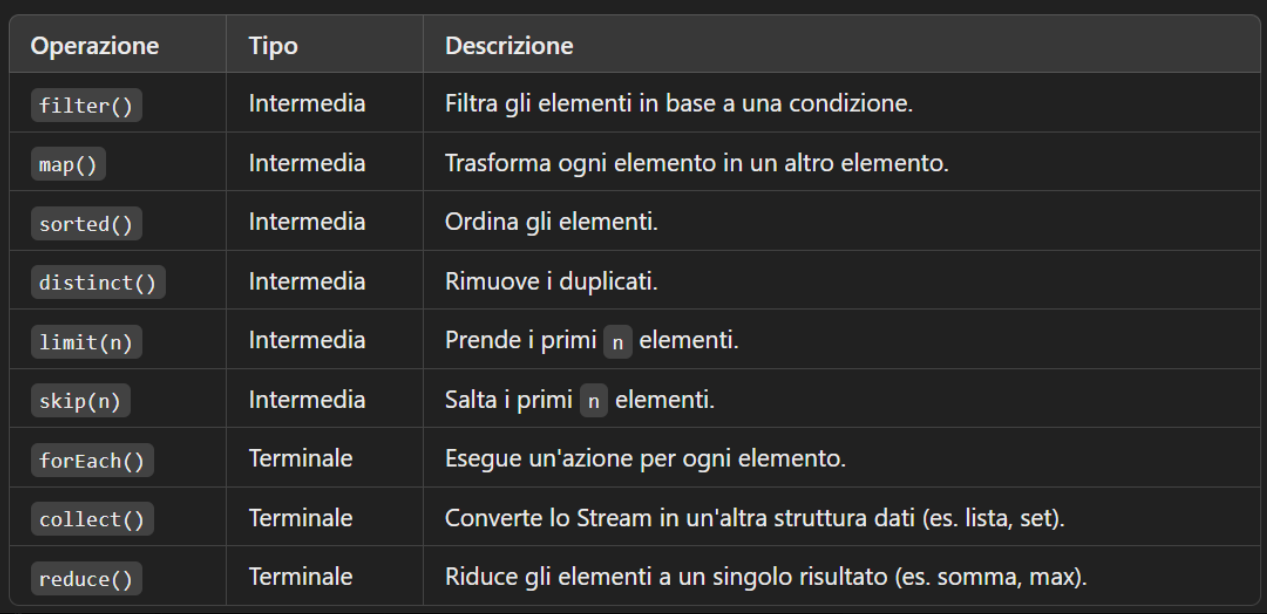 Operazione Tipo Descrizione
filter() Intermedia Filtra gli elementi in base a una condizione.
map() Intermedia Trasforma ogni elemento in un altro elemento.
sorted() Intermedia Ordina gli elementi.
distinct() Intermedia Rimuove i duplicati.
limit(n) Intermedia Prende i primi n elementi.
skip(n) Intermedia Salta i primi n elementi.
forEach() Terminale Esegue un'azione per ogni elemento.
collect() Terminale Converte lo Stream in un'altra struttura dati (es. lista, set).
reduce() Terminale Riduce gli elementi a un singolo risultato (es. somma, max).